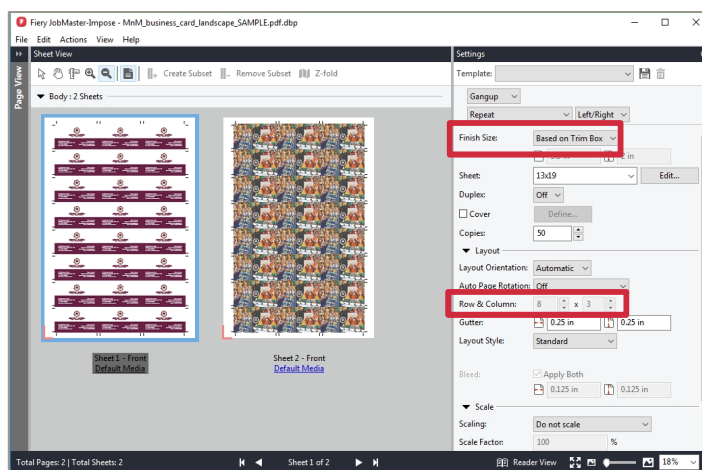 Fiery JobMaster-Impose - MnM_business_card_landscape_SAMPLE.pdf.dbp
File Edit Actions View Help
Sheet View
Settings
Page View
Create Subset Remove Subset Z-fold
Template:
Body : 2 Sheets
Gangup
Repeat Left/Right
Finish Size: Based on Trim Box
Sheet: 13x19 Edit...
Duplex: Off
Cover Define...
Copies: 50
Layout
Layout Orientation: Automatic
Auto Page Rotation: Off
Row & Column: 8 x 3
Gutter: 0.25 in 0.25 in
Layout Style: Standard
Bleed: Apply Both
0.125 in 0.125 in
Scale
Scaling: Do not scale
Scale Factor: 100 %
Sheet 1 - Front
Default Media
Sheet 2 - Front
Default Media
Total Pages: 2 | Total Sheets: 2 Sheet 1 of 2 Reader View 18%